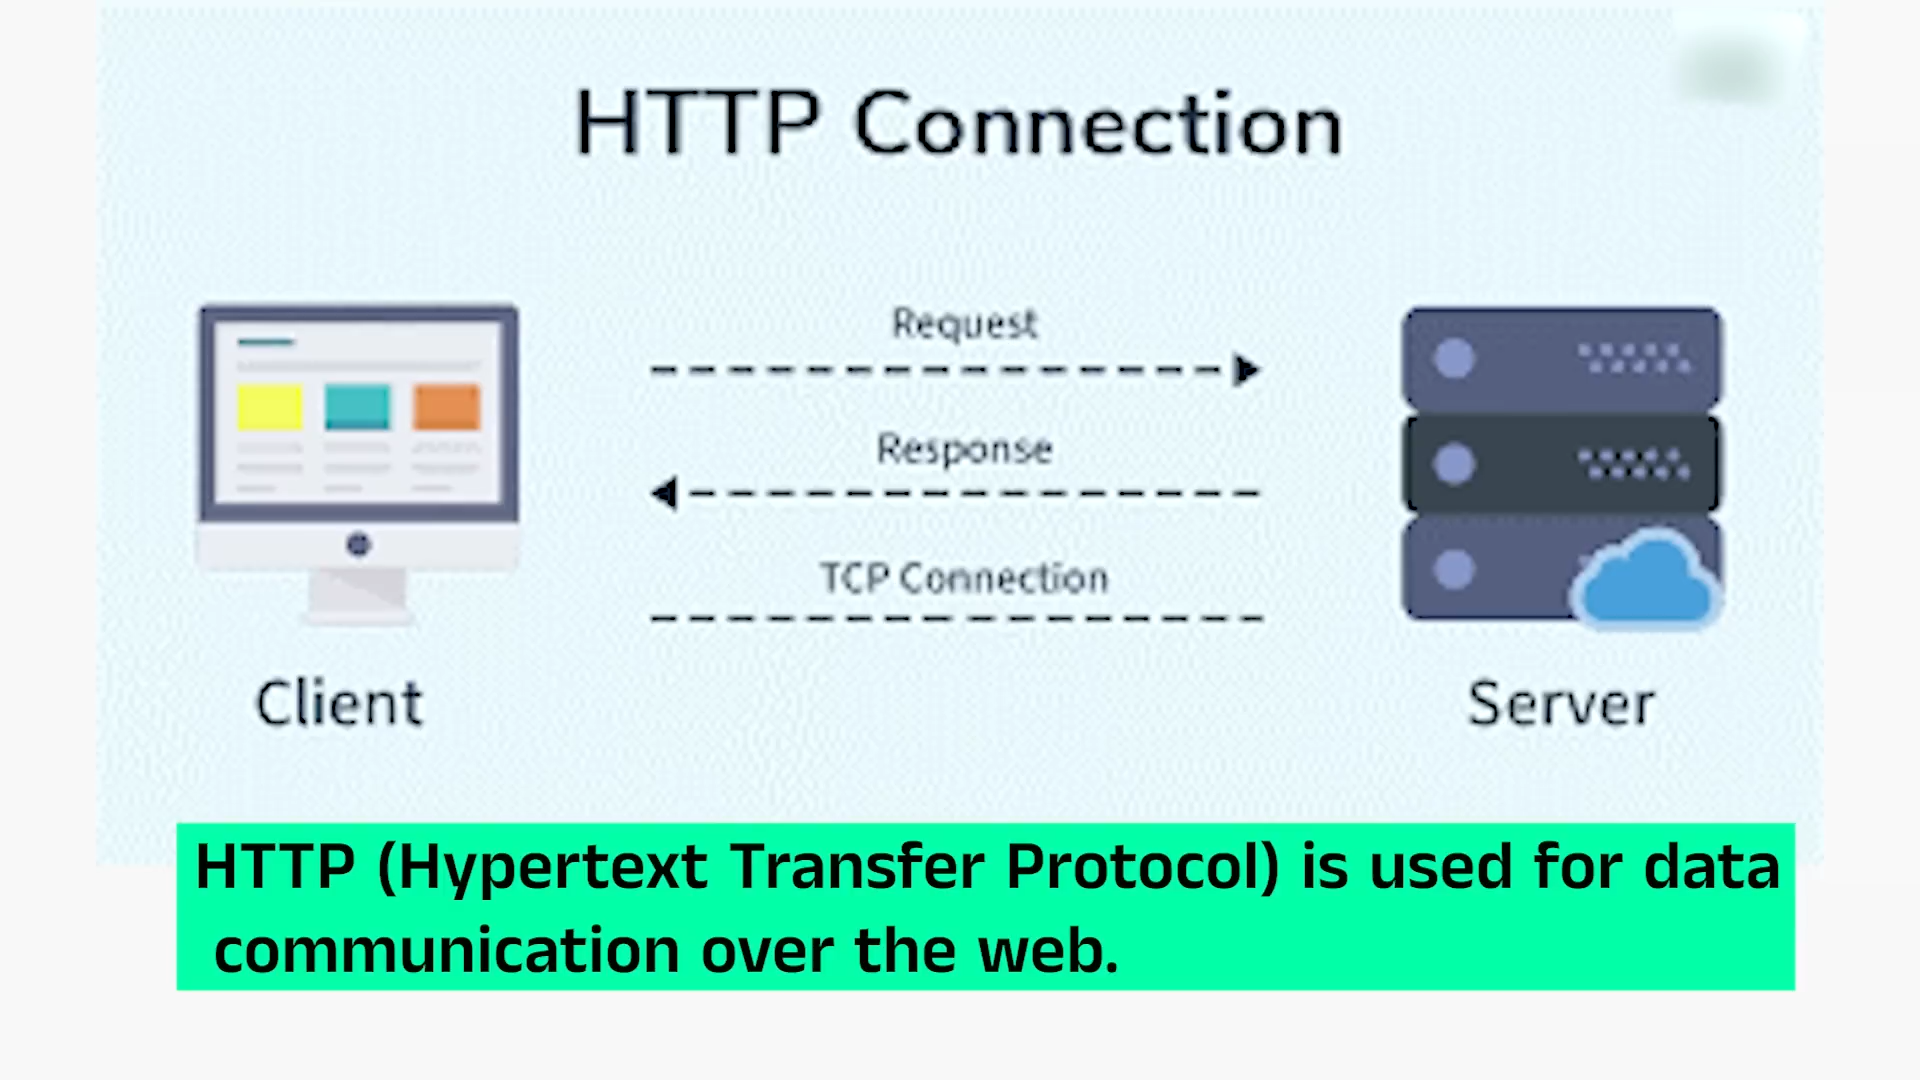 HTTP Connection
Request
Response
TCP Connection
Client
Server
HTTP (Hypertext Transfer Protocol) is used for data
communication over the web.